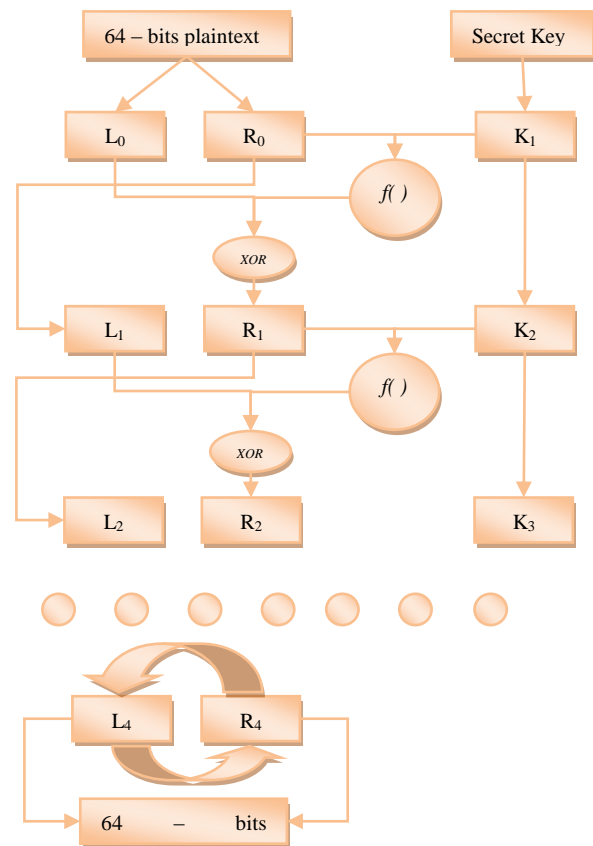 64 – bits plaintext
Secret Key
L0
R0
K1
f( )
XOR
L1
R1
K2
f( )
XOR
L2
R2
K3
L4
R4
64 – bits